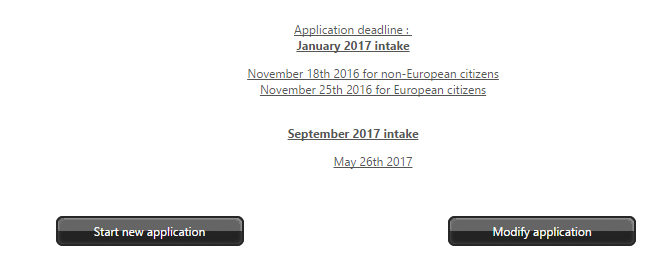 Application deadline :
January 2017 intake
November 18th 2016 for non-European citizens
November 25th 2016 for European citizens
September 2017 intake
May 26th 2017
Start new application
Modify application